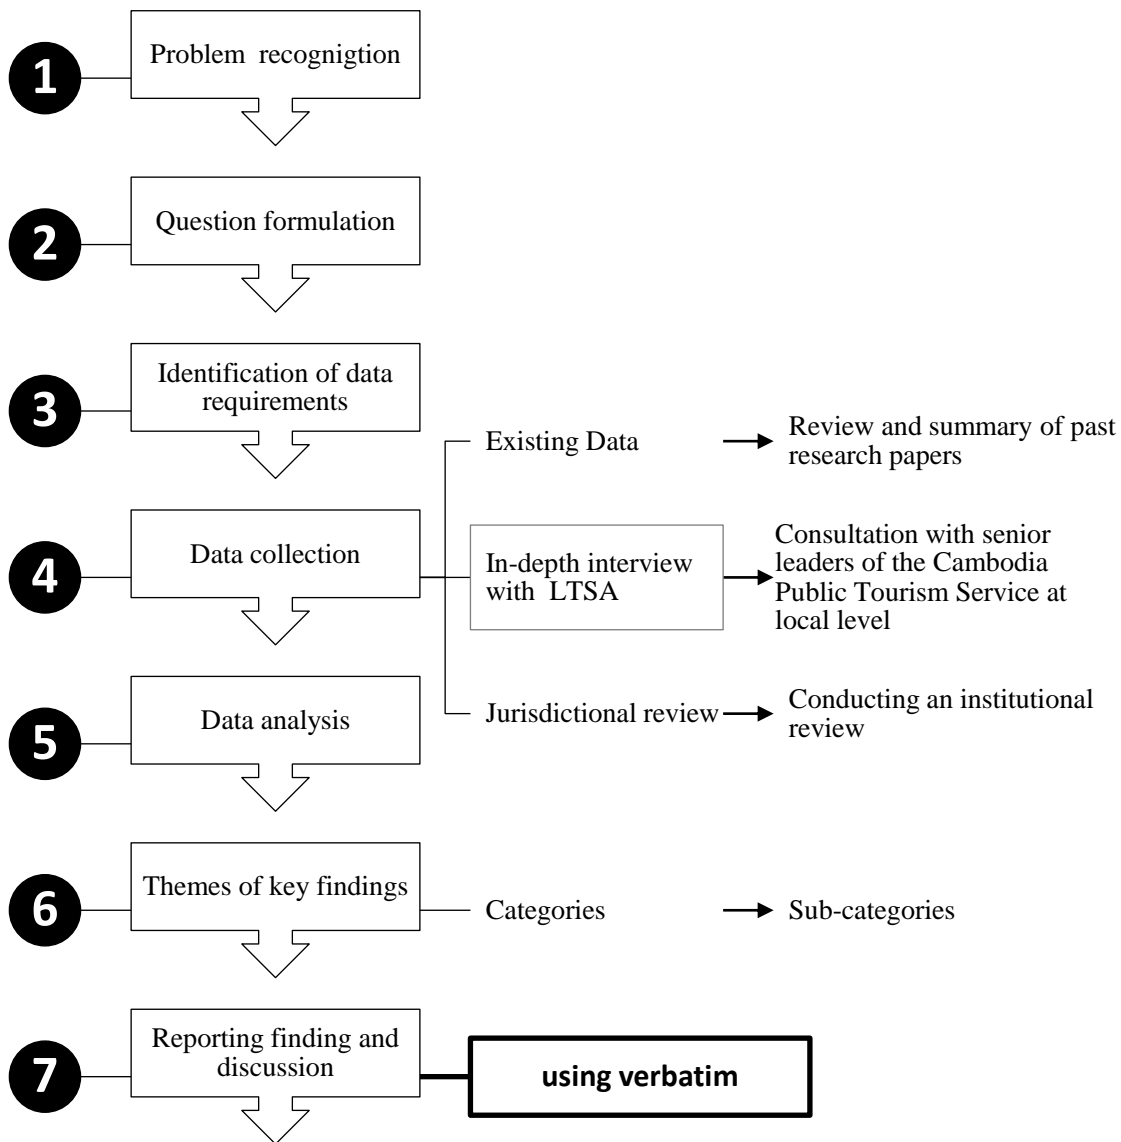 1
Problem recognigtion
2
Question formulation
3
Identification of data
requirements
4
Data collection
Existing Data
Review and summary of past
research papers
In-depth interview
with LTSA
Consultation with senior
leaders of the Cambodia
Public Tourism Service at
local level
Jurisdictional review
Conducting an institutional
review
5
Data analysis
6
Themes of key findings
Categories
Sub-categories
7
Reporting finding and
discussion
using verbatim